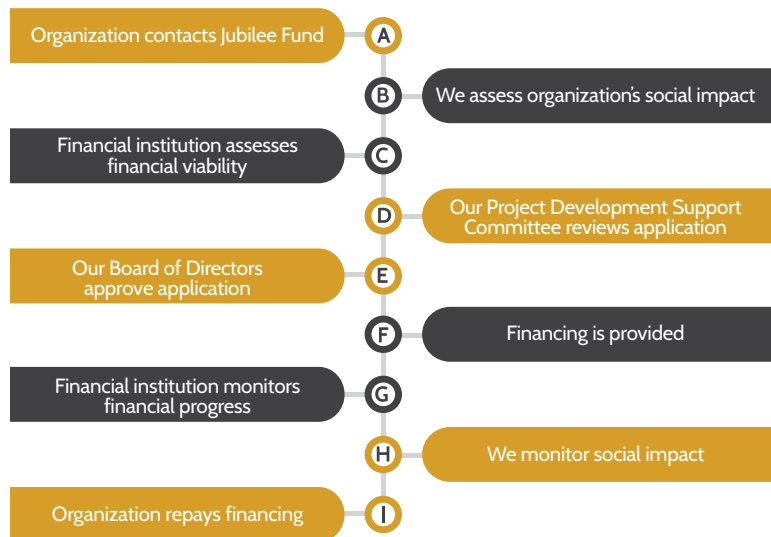 Organization contacts Jubilee Fund
A
B
We assess organization's social impact
Financial institution assesses
financial viability
C
D
Our Project Development Support
Committee reviews application
Our Board of Directors
approve application
E
F
Financing is provided
Financial institution monitors
financial progress
G
H
We monitor social impact
Organization repays financing
I